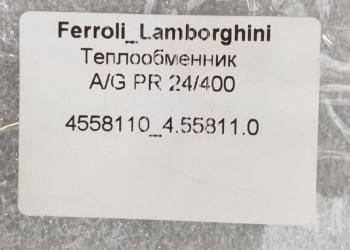 Ferroli_Lamborghini
Теплообменник
A/G PR 24/400
4558110_4.55811.0